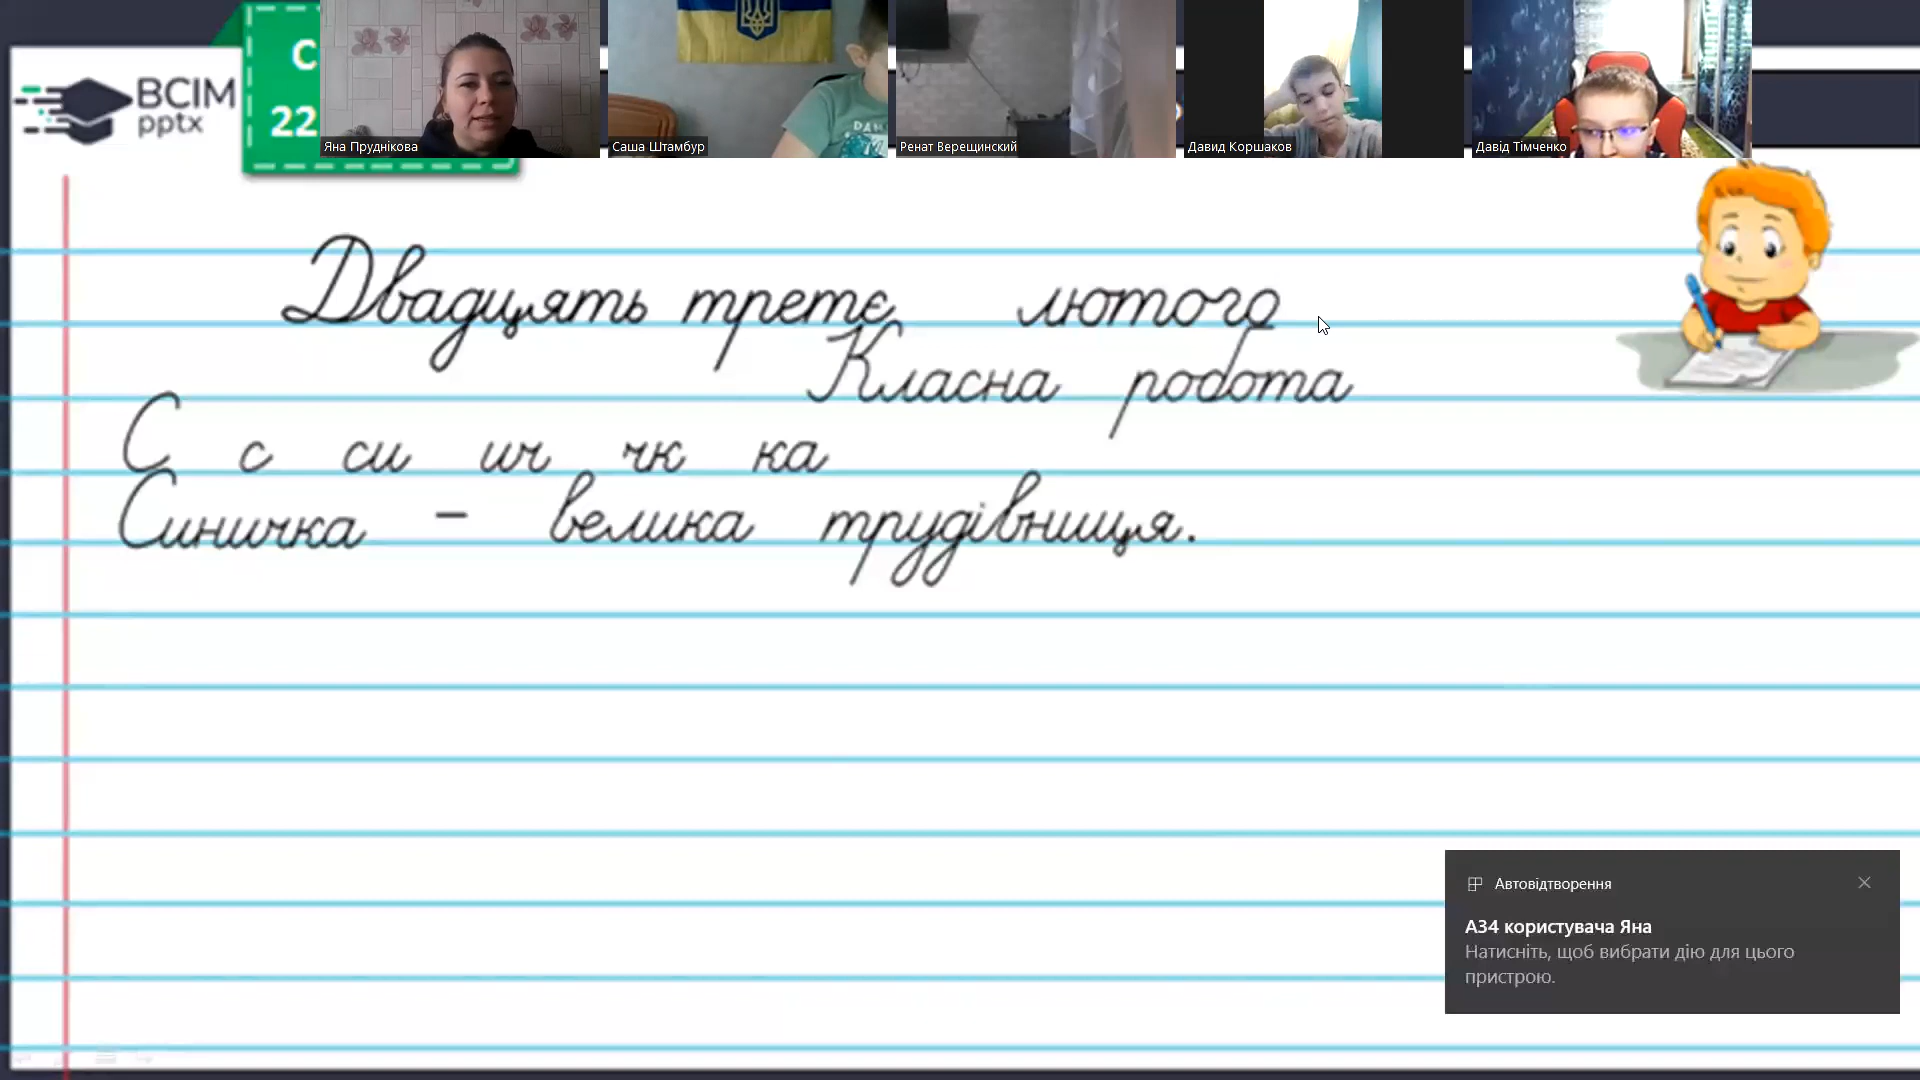 BCIM
pptx
С
22
Яна Пруднікова
Саша Штамбур
Ренат Верещинский
Давид Коршаков
Давід Тімченко
Двадцять третє лютого
Класна робота
С с си ич чк ка
Синичка – велика трудівниця.
Автовідтворення
A34 користувача Яна
Натисніть, щоб вибрати дію для цього
пристрою.